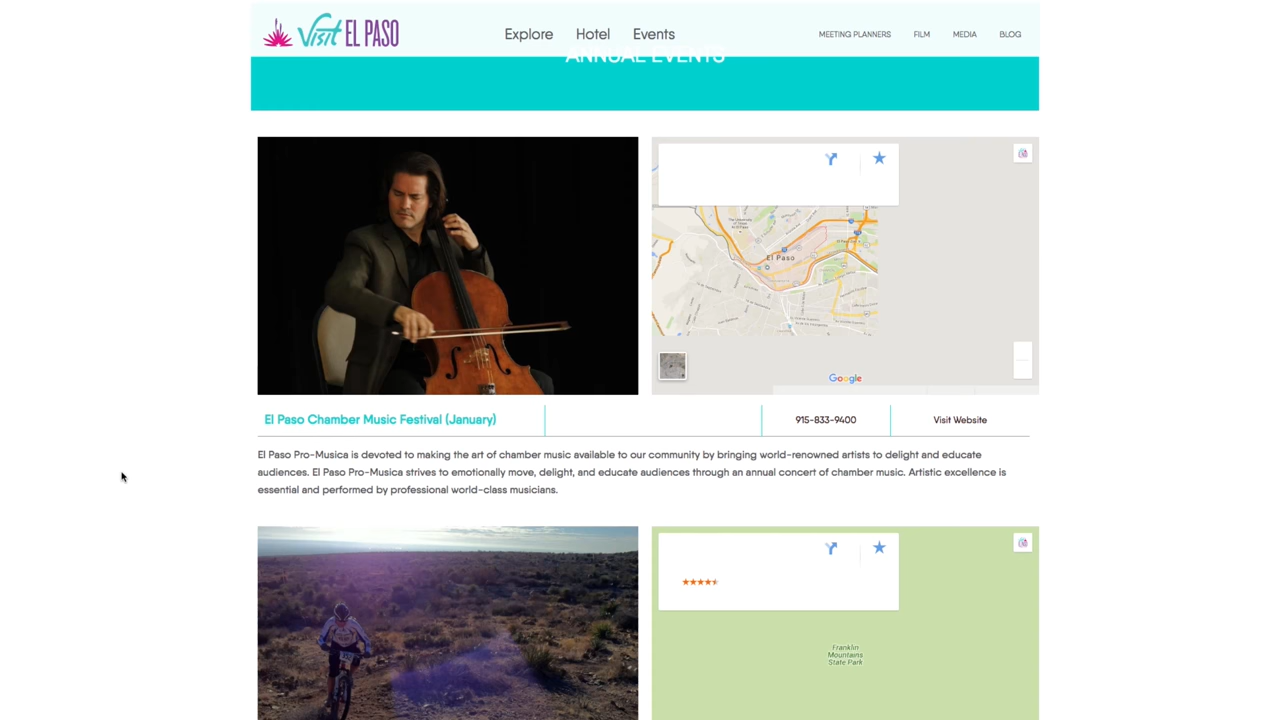 Visit EL PASO
Explore Hotel Events
MEETING PLANNERS FILM MEDIA BLOG
ANNUAL EVENTS
El Paso
Google
El Paso Chamber Music Festival (January)
915-833-9400
Visit Website
El Paso Pro-Musica is devoted to making the art of chamber music available to our community by bringing world-renowned artists to delight and educate
audiences. El Paso Pro-Musica strives to emotionally move, delight, and educate audiences through an annual concert of chamber music. Artistic excellence is
essential and performed by professional world-class musicians.
Franklin
Mountains
State Park